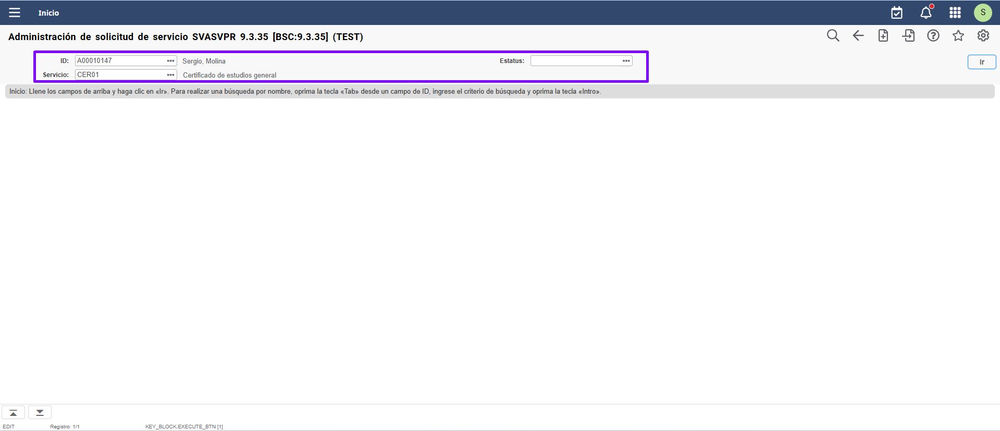 Inicio
S
Administración de solicitud de servicio SVASVPR 9.3.35 [BSC:9.3.35] (TEST)
ID: A00010147 ••• Sergio, Molina Estatus: •••
Ir
Servicio: CER01 ••• Certificado de estudios general
Inicio: Llene los campos de arriba y haga clic en «Ir». Para realizar una búsqueda por nombre, oprima la tecla «Tab» desde un campo de ID, ingrese el criterio de búsqueda y oprima la tecla «Intro».
EDIT Registro: 1/1 KEY_BLOCK.EXECUTE_BTN [1]